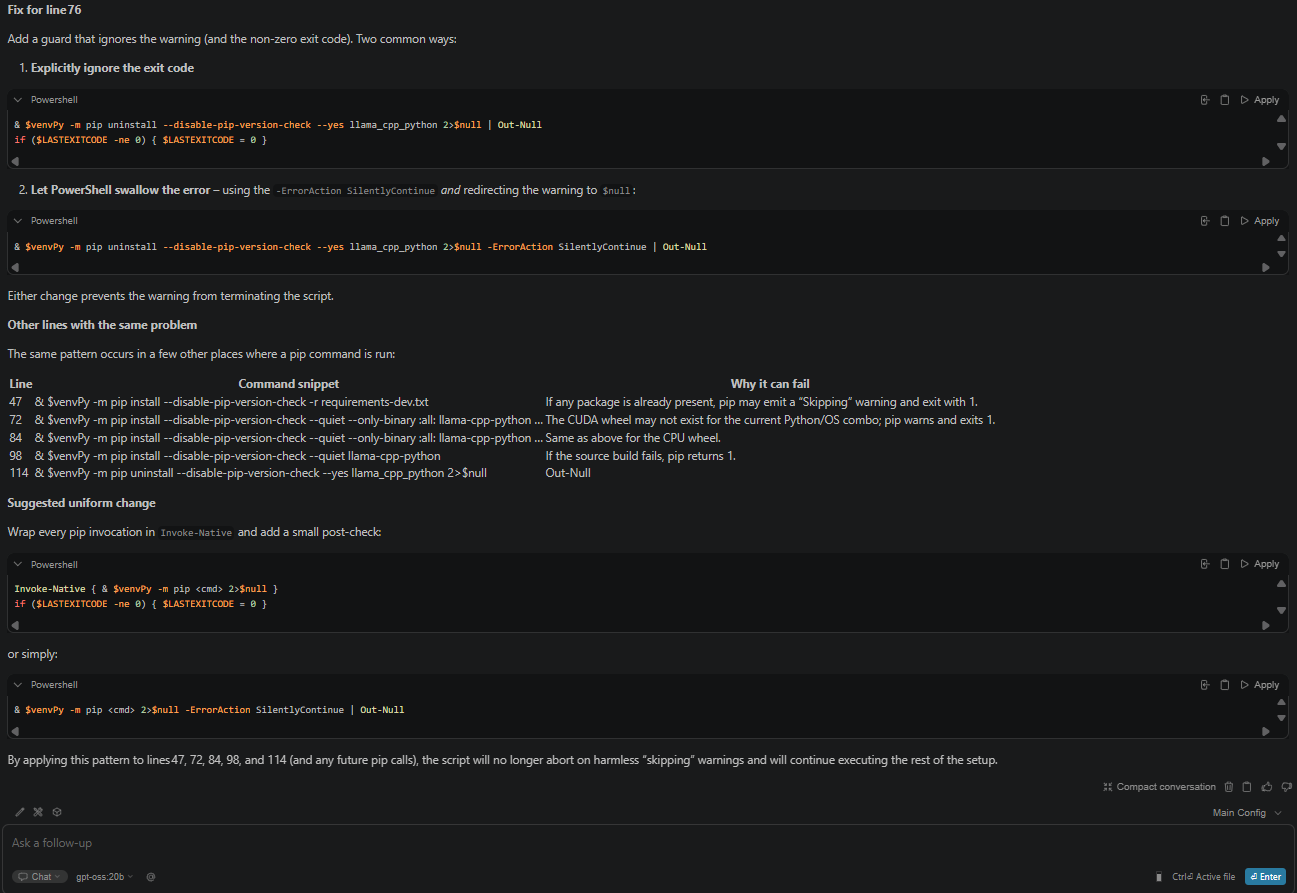 Fix for line 76
Add a guard that ignores the warning (and the non-zero exit code). Two common ways:
1. Explicitly ignore the exit code
Powershell
Apply
& $venvPy -m pip uninstall --disable-pip-version-check --yes llama_cpp_python 2>$null | Out-Null
if ($LASTEXITCODE -ne 0) { $LASTEXITCODE = 0 }
2. Let PowerShell swallow the error – using the -ErrorAction SilentlyContinue and redirecting the warning to $null:
Powershell
Apply
& $venvPy -m pip uninstall --disable-pip-version-check --yes llama_cpp_python 2>$null -ErrorAction SilentlyContinue | Out-Null
Either change prevents the warning from terminating the script.
Other lines with the same problem
The same pattern occurs in a few other places where a pip command is run:
Line Command snippet Why it can fail
47 & $venvPy -m pip install --disable-pip-version-check -r requirements-dev.txt If any package is already present, pip may emit a “Skipping” warning and exit with 1.
72 & $venvPy -m pip install --disable-pip-version-check --quiet --only-binary :all: llama-cpp-python ... The CUDA wheel may not exist for the current Python/OS combo; pip warns and exits 1.
84 & $venvPy -m pip install --disable-pip-version-check --quiet --only-binary :all: llama-cpp-python ... Same as above for the CPU wheel.
98 & $venvPy -m pip install --disable-pip-version-check --quiet llama-cpp-python If the source build fails, pip returns 1.
114 & $venvPy -m pip uninstall --disable-pip-version-check --yes llama_cpp_python 2>$null Out-Null
Suggested uniform change
Wrap every pip invocation in Invoke-Native and add a small post-check:
Powershell
Apply
Invoke-Native { & $venvPy -m pip <cmd> 2>$null }
if ($LASTEXITCODE -ne 0) { $LASTEXITCODE = 0 }
or simply:
Powershell
Apply
& $venvPy -m pip <cmd> 2>$null -ErrorAction SilentlyContinue | Out-Null
By applying this pattern to lines 47, 72, 84, 98, and 114 (and any future pip calls), the script will no longer abort on harmless “skipping” warnings and will continue executing the rest of the setup.
Compact conversation
Main Config
Ask a follow-up
Chat gpt-oss:20b @ Ctrl⏎ Active file ⏎ Enter